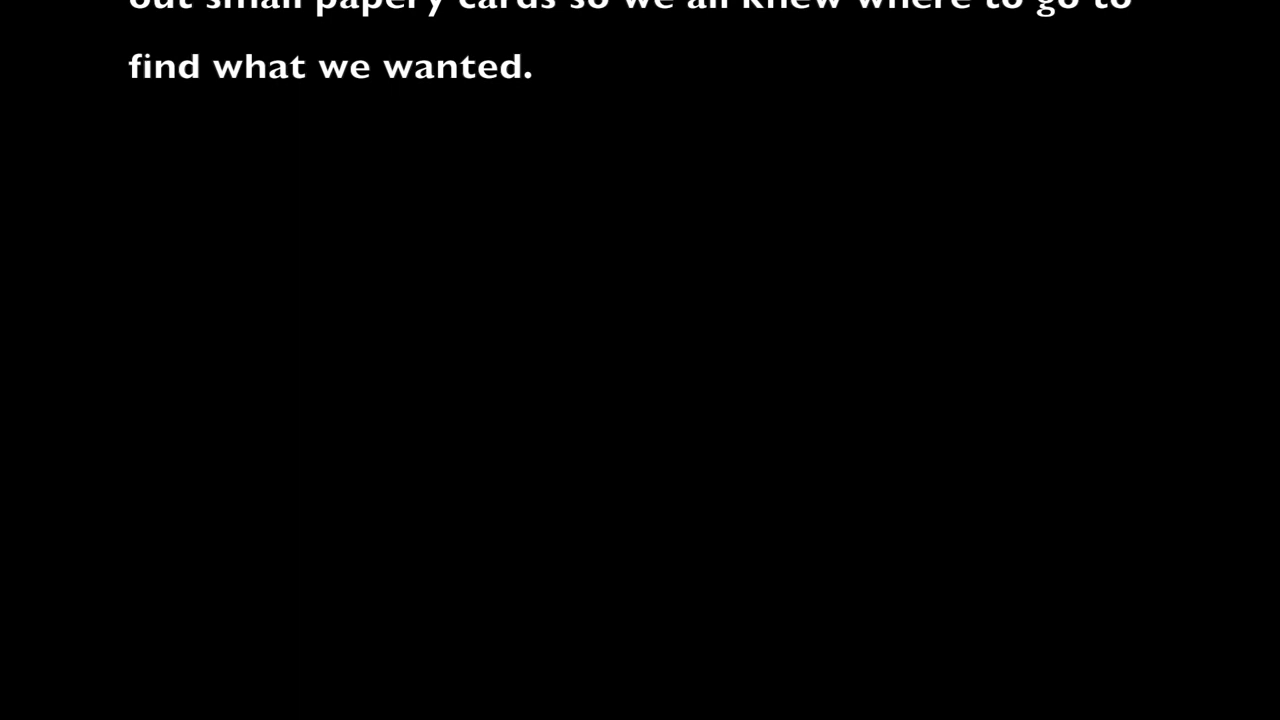 out small papery cards so we all knew where to go to
find what we wanted.